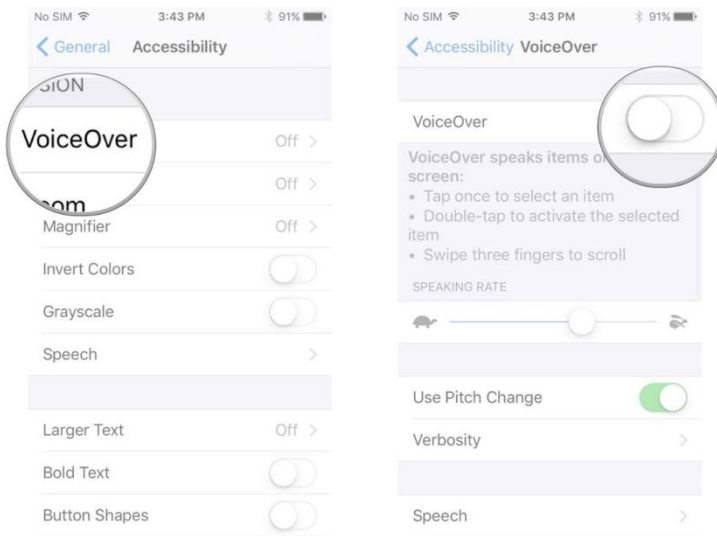 No SIM 3:43 PM 91%
General Accessibility
SION
VoiceOver Off
oom Off
Magnifier Off
Invert Colors
Grayscale
Speech
Larger Text Off
Bold Text
Button Shapes
No SIM 3:43 PM 91%
Accessibility VoiceOver
VoiceOver
VoiceOver speaks items o
screen:
• Tap once to select an item
• Double-tap to activate the selected
item
• Swipe three fingers to scroll
SPEAKING RATE
Use Pitch Change
Verbosity
Speech